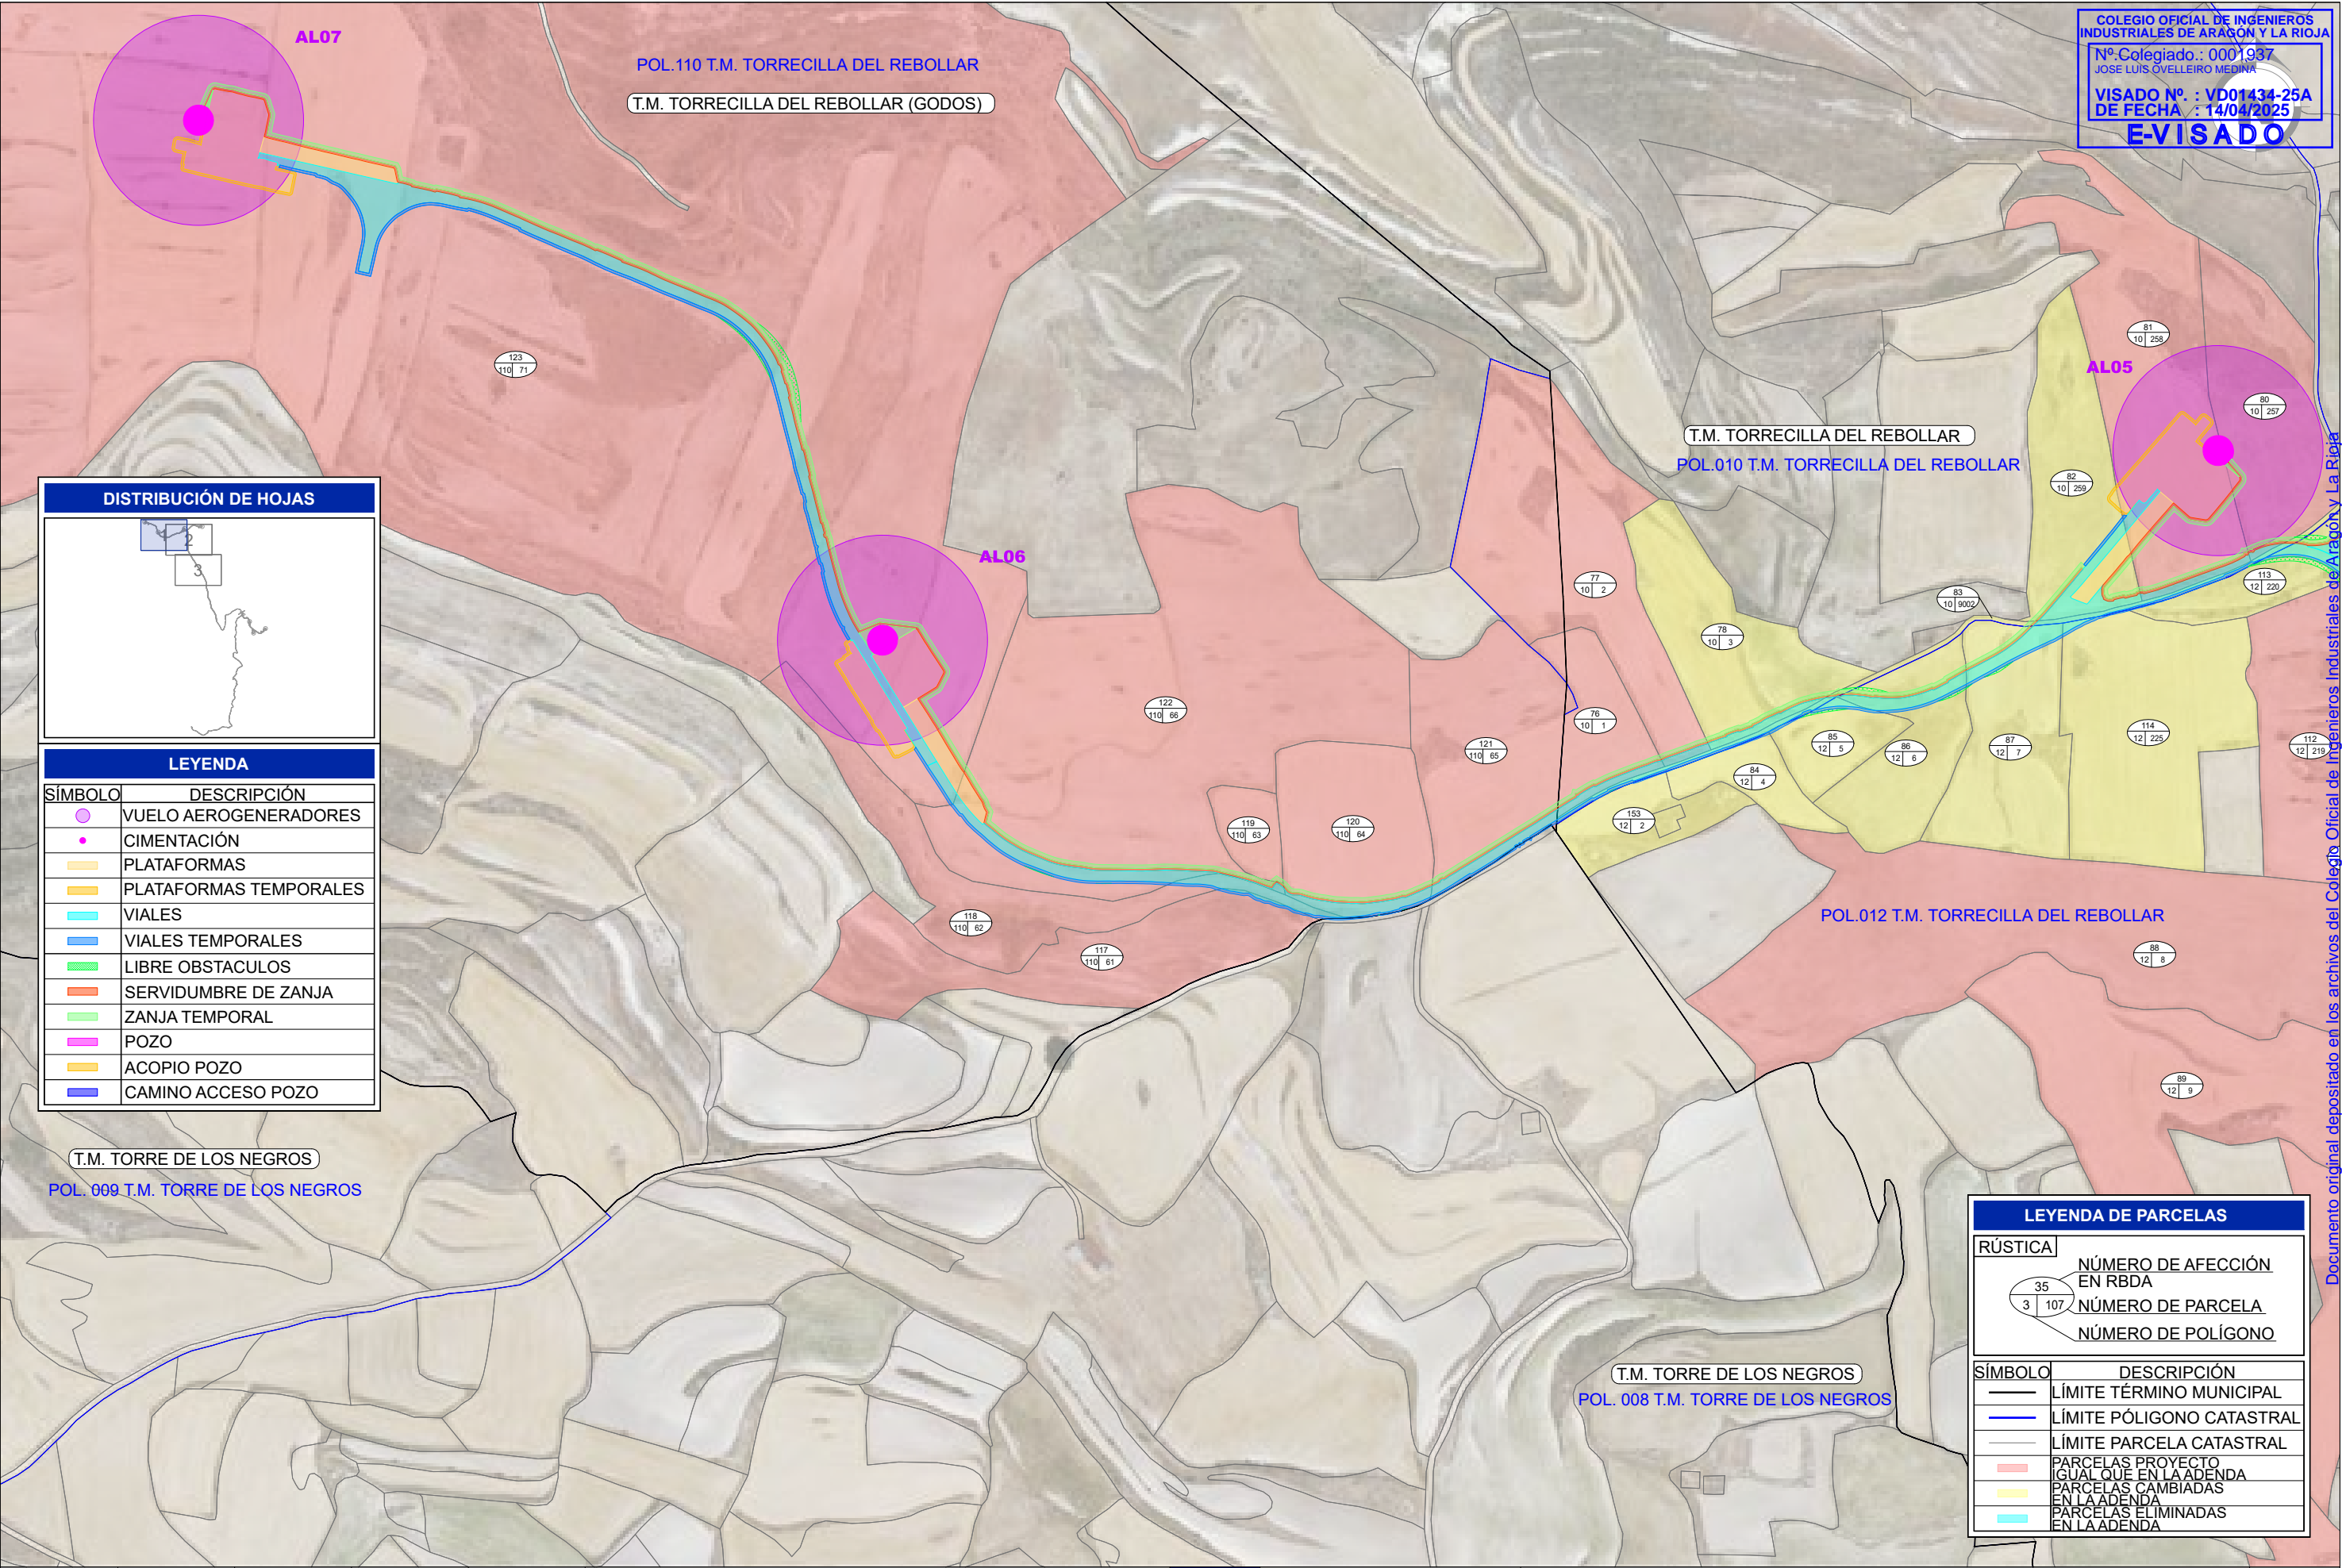 AL07
POL.110 T.M. TORRECILLA DEL REBOLLAR
T.M. TORRECILLA DEL REBOLLAR (GODOS)
COLEGIO OFICIAL DE INGENIEROS
INDUSTRIALES DE ARAGÓN Y LA RIOJA
Nº.Colegiado.: 0001937
JOSE LUIS OVELLEIRO MEDINA
VISADO Nº. : VD01434-25A
DE FECHA : 14/04/2025
E-VISADO
123
110 71
81
10 258
AL05
80
10 257
T.M. TORRECILLA DEL REBOLLAR
POL.010 T.M. TORRECILLA DEL REBOLLAR
82
10 259
AL06
77
10 2
83
10 9002
113
12 220
78
10 3
122
110 66
76
10 1
121
110 65
85
12 5
86
12 6
87
12 7
114
12 225
112
12 219
84
12 4
153
12 2
119
110 63
120
110 64
118
110 62
117
110 61
POL.012 T.M. TORRECILLA DEL REBOLLAR
88
12 8
89
12 9
DISTRIBUCIÓN DE HOJAS
2
3
LEYENDA
SÍMBOLO DESCRIPCIÓN
VUELO AEROGENERADORES
CIMENTACIÓN
PLATAFORMAS
PLATAFORMAS TEMPORALES
VIALES
VIALES TEMPORALES
LIBRE OBSTACULOS
SERVIDUMBRE DE ZANJA
ZANJA TEMPORAL
POZO
ACOPIO POZO
CAMINO ACCESO POZO
T.M. TORRE DE LOS NEGROS
POL. 009 T.M. TORRE DE LOS NEGROS
T.M. TORRE DE LOS NEGROS
POL. 008 T.M. TORRE DE LOS NEGROS
LEYENDA DE PARCELAS
RÚSTICA
35
3 107
NÚMERO DE AFECCIÓN
EN RBDA
NÚMERO DE PARCELA
NÚMERO DE POLÍGONO
SÍMBOLO DESCRIPCIÓN
LÍMITE TÉRMINO MUNICIPAL
LÍMITE PÓLIGONO CATASTRAL
LÍMITE PARCELA CATASTRAL
PARCELAS PROYECTO
IGUAL QUE EN LA ADENDA
PARCELAS CAMBIADAS
EN LA ADENDA
PARCELAS ELIMINADAS
EN LA ADENDA
Documento original depositado en los archivos del Colegio Oficial de Ingenieros Industriales de Aragón y La Rioja